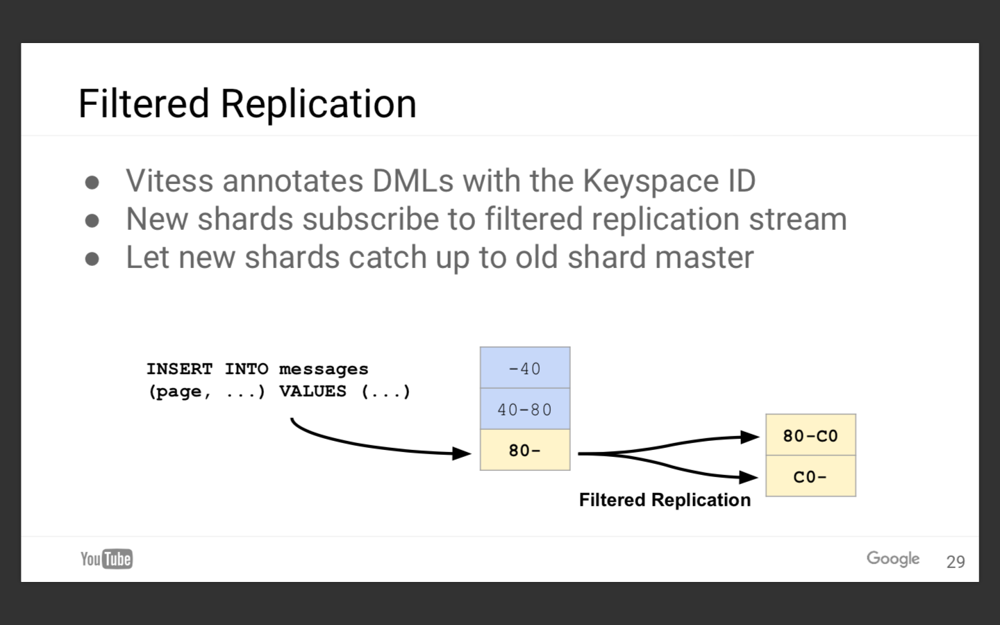 Filtered Replication
● Vitess annotates DMLs with the Keyspace ID
● New shards subscribe to filtered replication stream
● Let new shards catch up to old shard master
INSERT INTO messages
(page, ...) VALUES (...)
-40
40-80
80-
80-C0
C0-
Filtered Replication
YouTube
Google
29